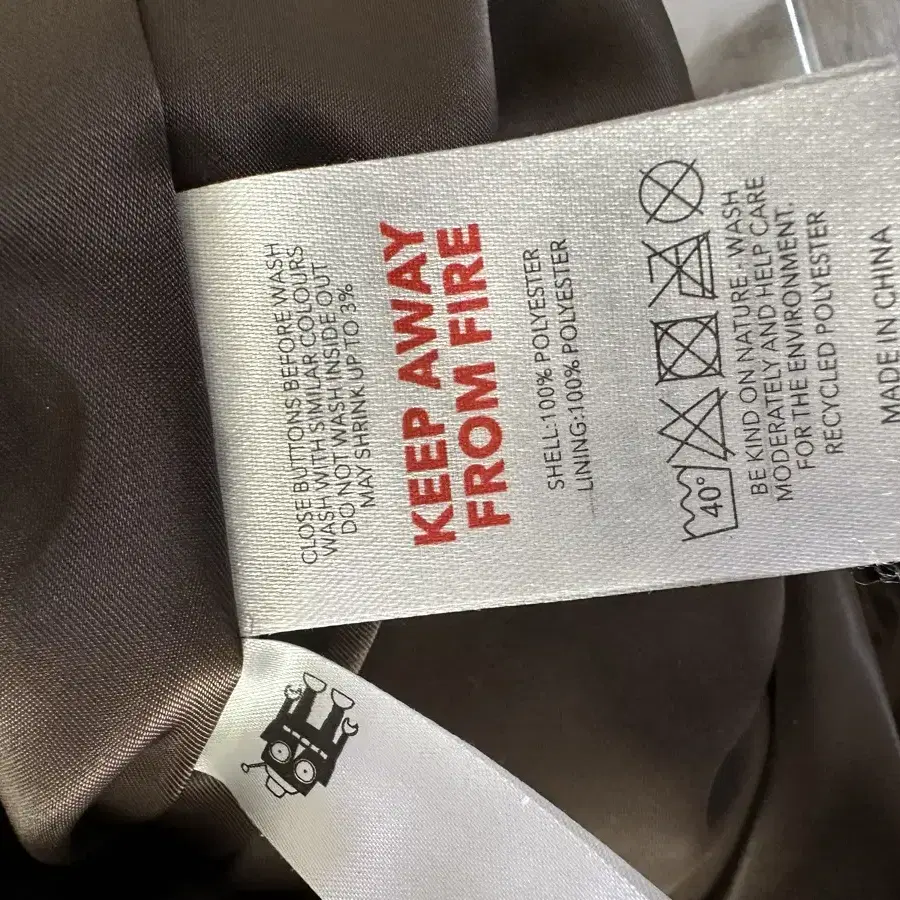 CLOSE BUTTONS BEFORE WASH
WASH WITH SIMILAR COLOURS
DO NOT WASH INSIDE OUT
MAY SHRINK UP TO 3%
KEEP AWAY
FROM FIRE
SHELL:100% POLYESTER
LINING:100% POLYESTER
40°
BE KIND ON NATURE, WASH
MODERATELY AND HELP CARE
FOR THE ENVIRONMENT.
RECYCLED POLYESTER
MADE IN CHINA